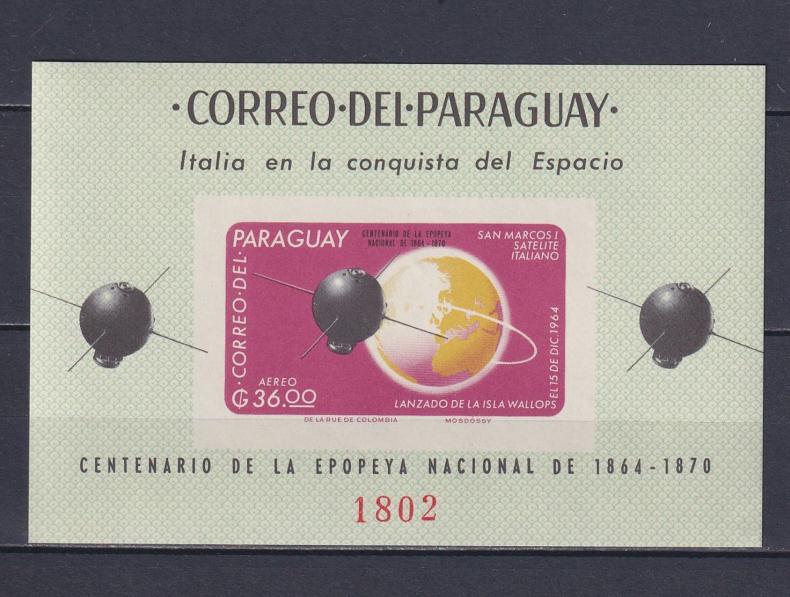 ·CORREO·DEL·PARAGUAY·
Italia en la conquista del Espacio
·CORREO·DEL·
PARAGUAY
CENTENARIO DE LA EPOPEYA
NACIONAL DE 1864-1870
SAN MARCOS I
SATELITE
ITALIANO
EL 15 DE DIC. 1964
AEREO
₲ 36.00
LANZADO DE LA ISLA WALLOPS
DE LA RUE DE COLOMBIA
MOSDÓSSY
CENTENARIO DE LA EPOPEYA NACIONAL DE 1864-1870
1802